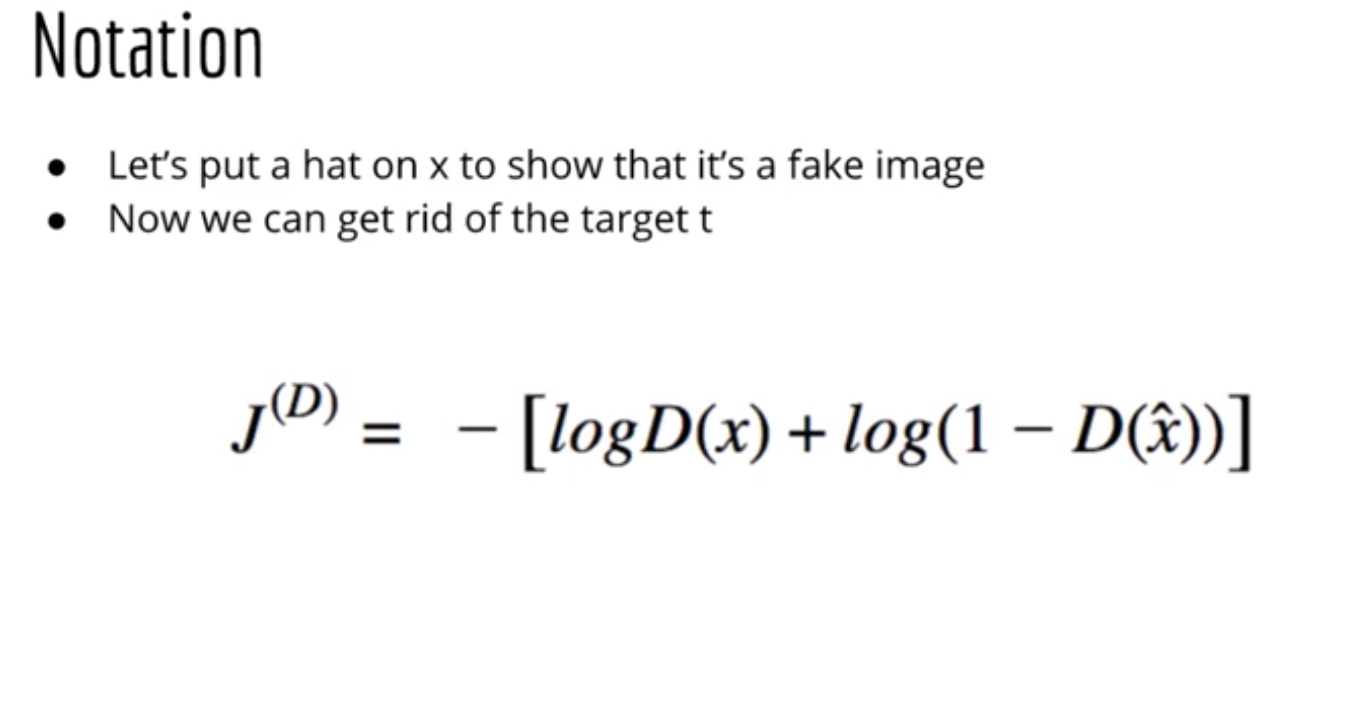 Notation
● Let's put a hat on x to show that it's a fake image
● Now we can get rid of the target t
J^(D) = − [logD(x) + log(1 − D(x̂))]